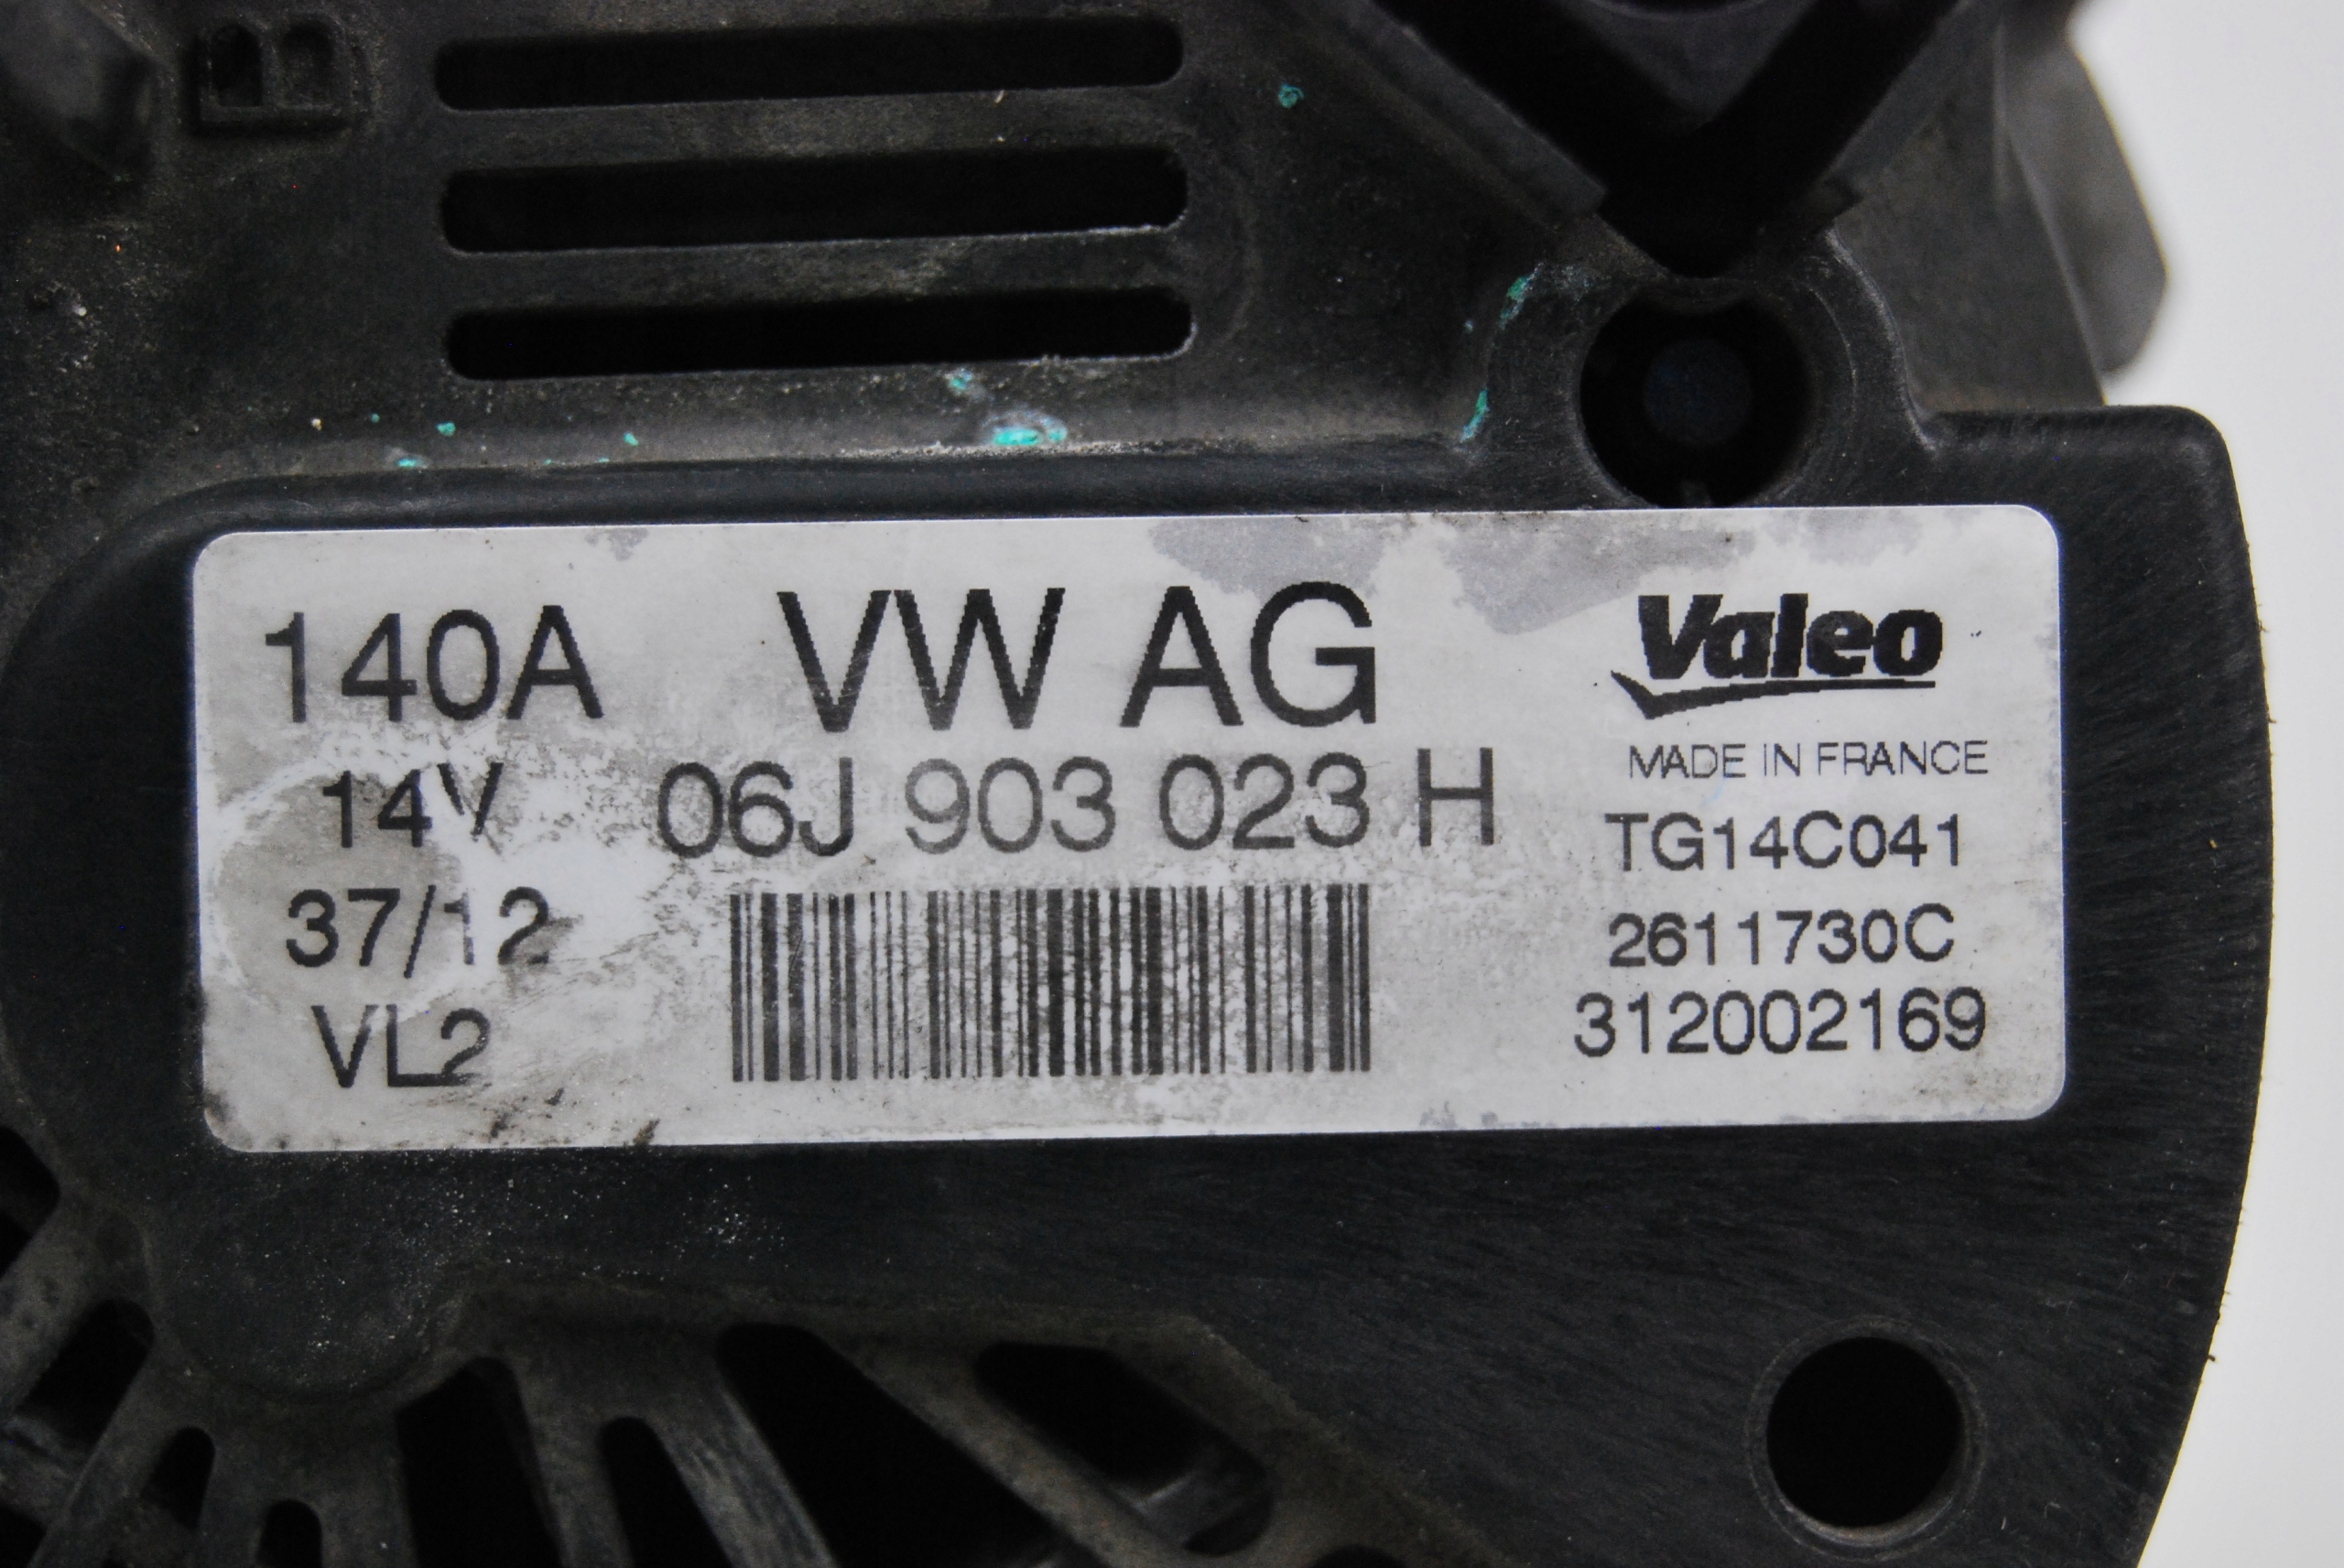 B
140A VW AG Valeo
14V 06J 903 023 H MADE IN FRANCE
TG14C041
37/12 2611730C
VL2 312002169